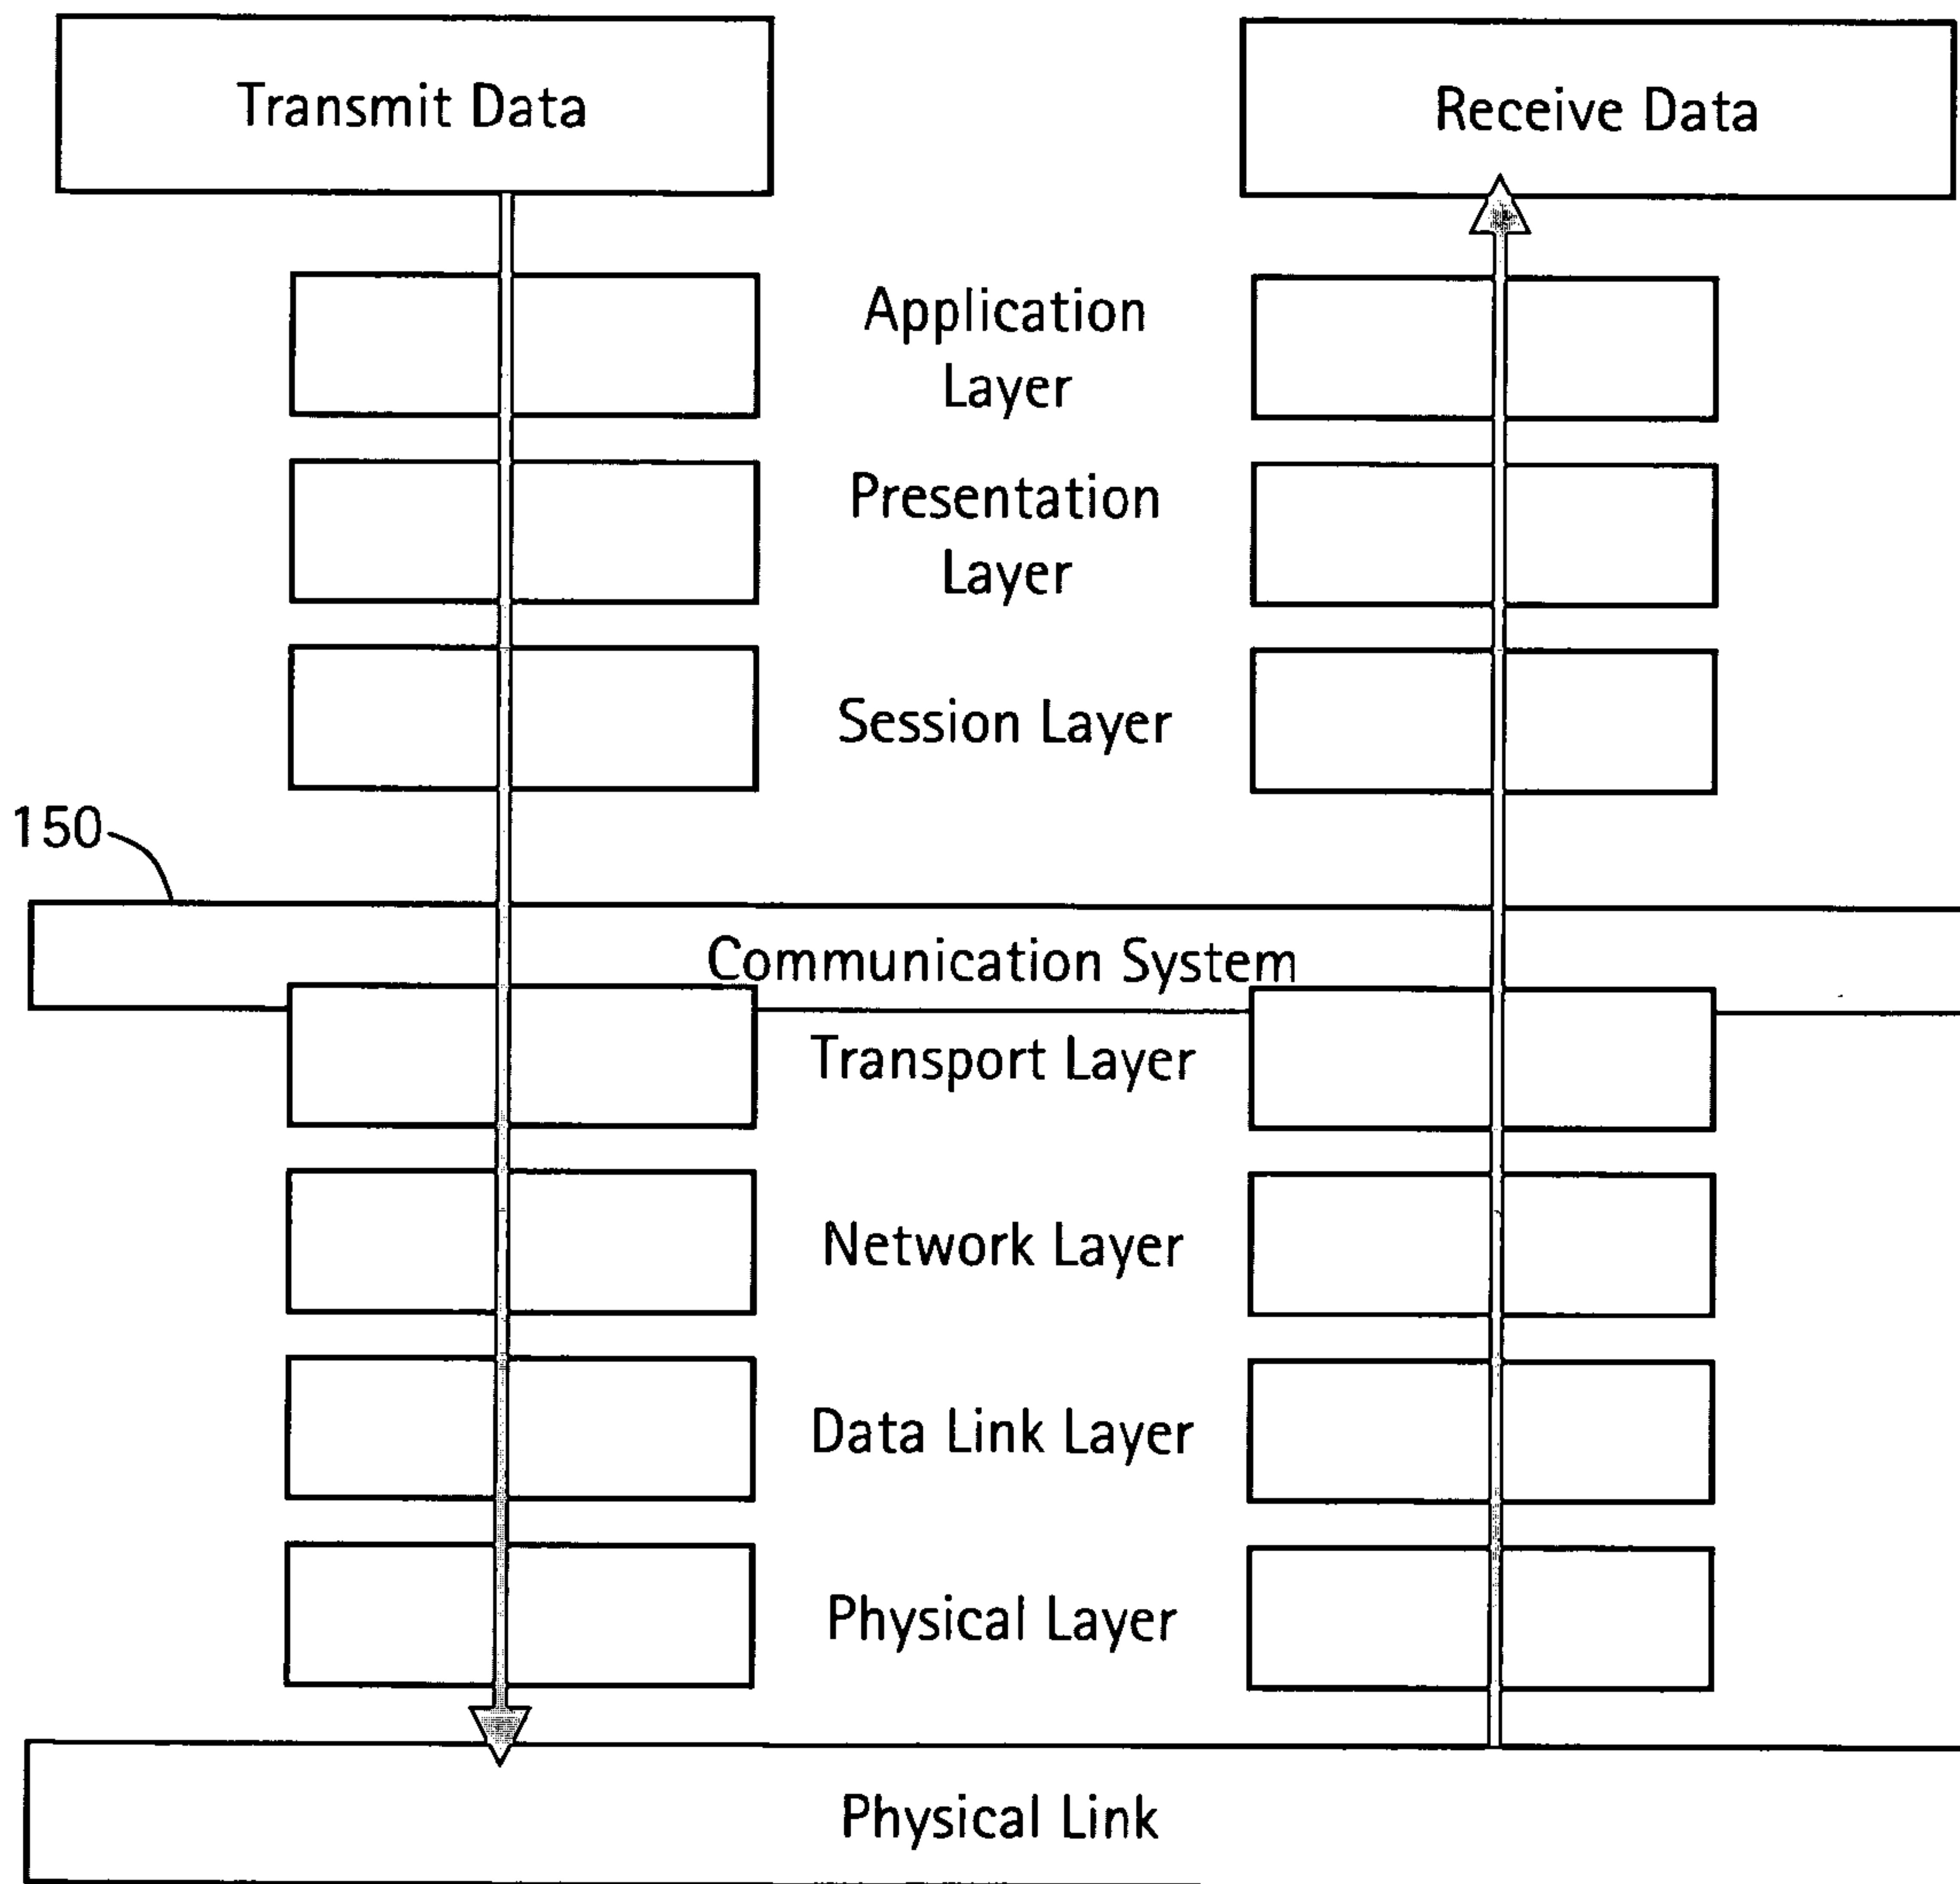 Transmit Data
Receive Data
Application
Layer
Presentation
Layer
Session Layer
150
Communication System
Transport Layer
Network Layer
Data Link Layer
Physical Layer
Physical Link